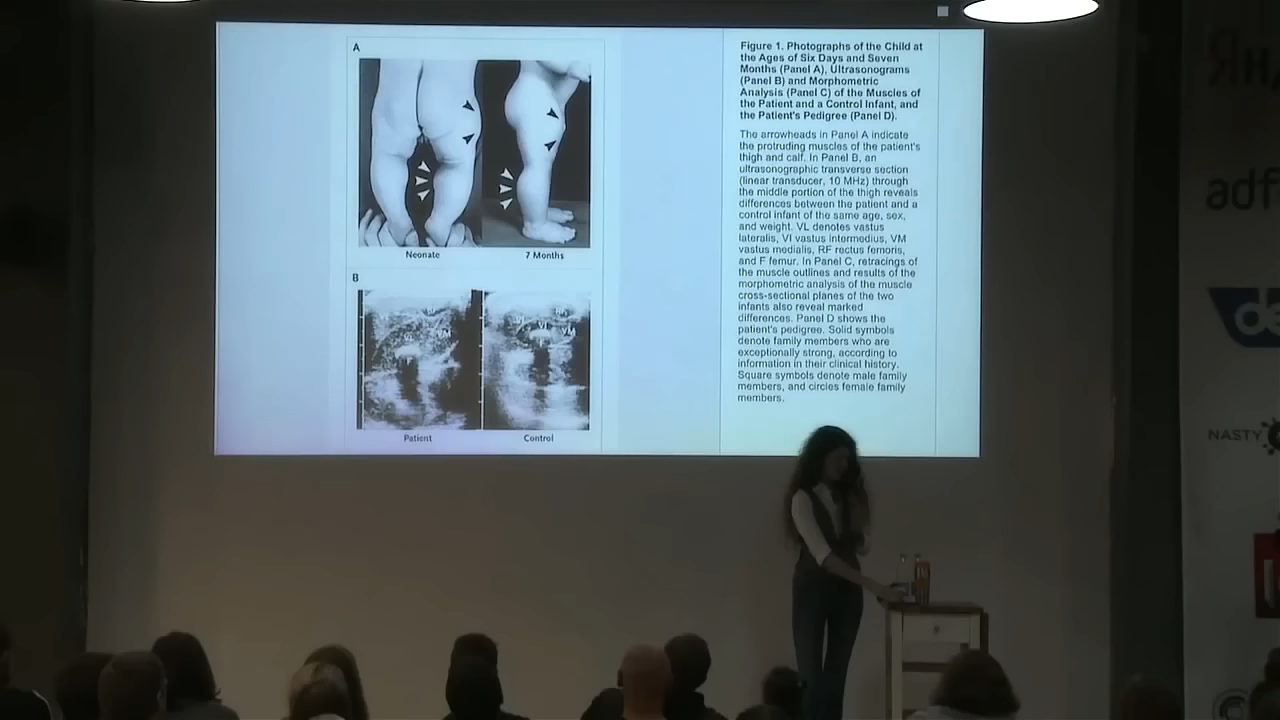 A
Neonate
7 Months
B
VM
VM
Patient
Control
Figure 1. Photographs of the Child at
the Ages of Six Days and Seven
Months (Panel A), Ultrasonograms
(Panel B) and Morphometric
Analysis (Panel C) of the Muscles of
the Patient and a Control Infant, and
the Patient's Pedigree (Panel D).
The arrowheads in Panel A indicate
the protruding muscles of the patient's
thigh and calf. In Panel B, an
ultrasonographic transverse section
(linear transducer, 10 MHz) through
the middle portion of the thigh reveals
differences between the patient and a
control infant of the same age, sex,
and weight. VL denotes vastus
lateralis, VI vastus intermedius, VM
vastus medialis, RF rectus femoris,
and F femur. In Panel C, retracings of
the muscle outlines and results of the
morphometric analysis of the muscle
cross-sectional planes of the two
infants also reveal marked
differences. Panel D shows the
patient's pedigree. Solid symbols
denote family members who are
exceptionally strong, according to
information in their clinical history.
Square symbols denote male family
members, and circles female family
members.
adf
NASTY